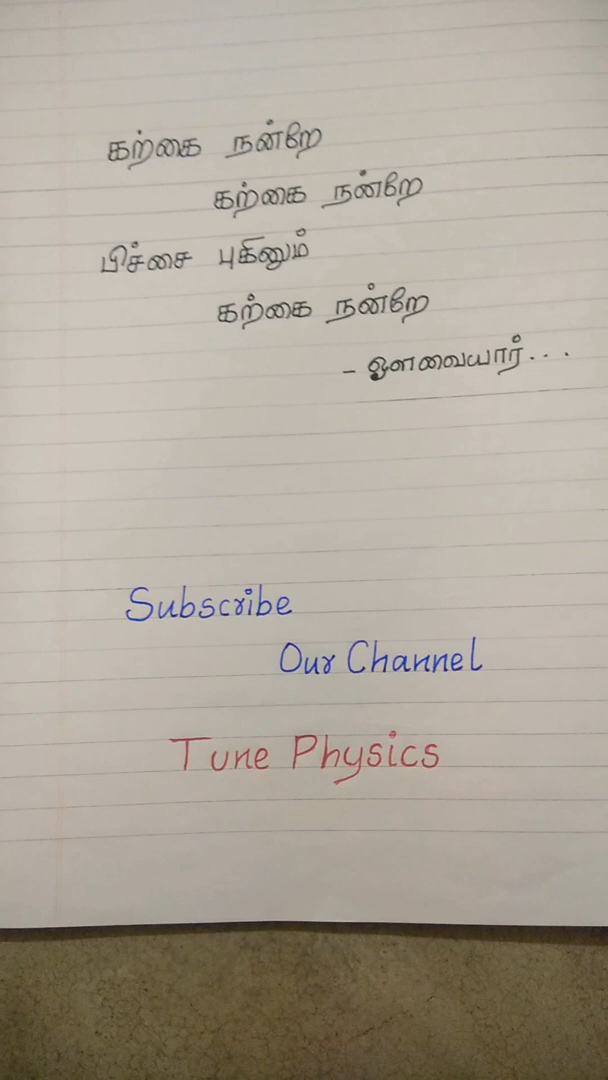 கற்கை நன்றே
கற்கை நன்றே
பிச்சை புகினும்
கற்கை நன்றே
- ஔவையார்...
Subscribe
Our Channel
Tune Physics